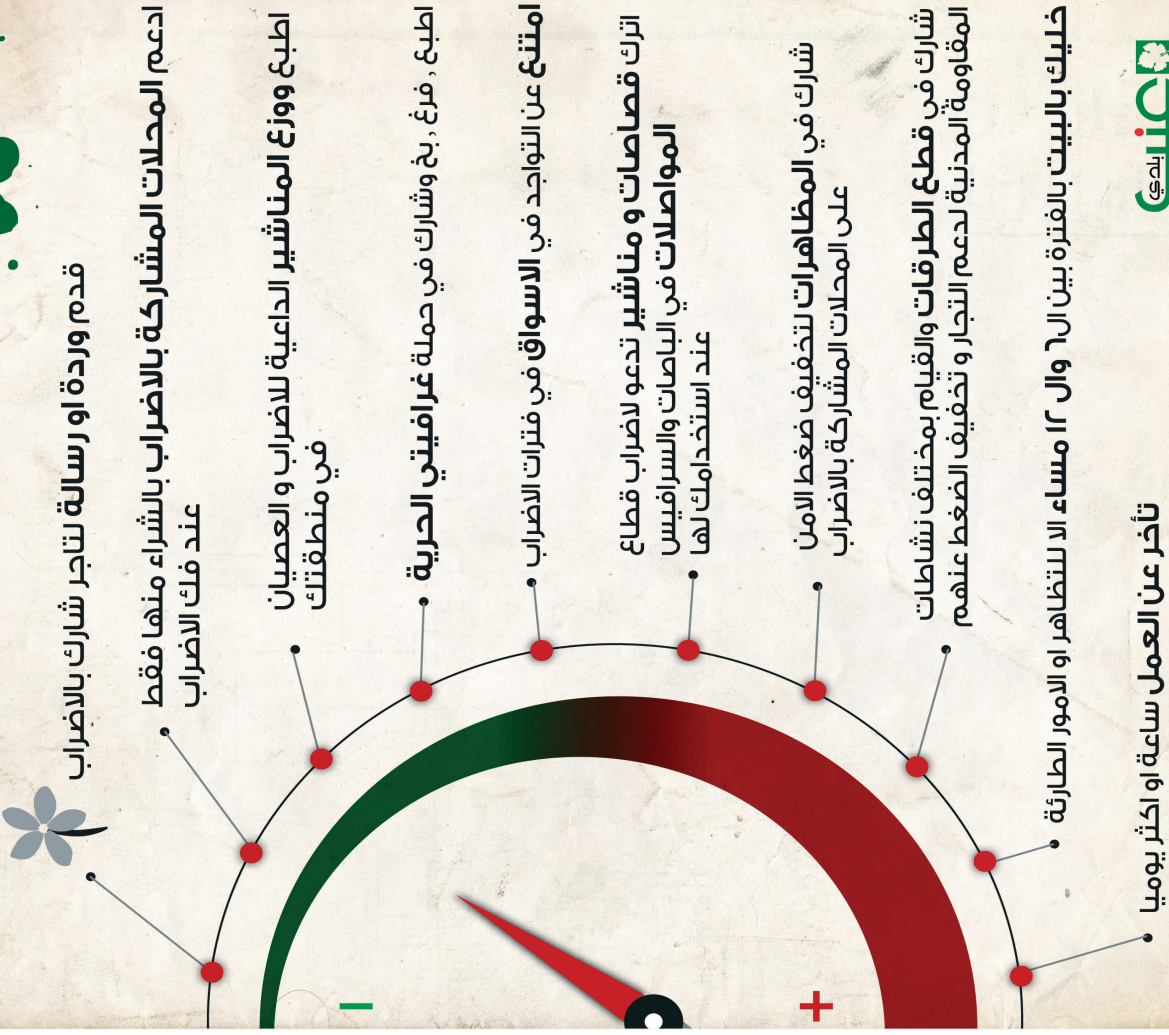 قدم وردة او رسالة لتاجر شارك بالاضراب
ادعم المحلات المشاركة بالاضراب بالشراء منها فقط
عند فك الاضراب
اطبع ووزع المناشير الداعية للاضراب و العصيان
في منطقتك
اطبع , فرغ , بخ وشارك في حملة غرافيتي الحرية
امتنع عن التواجد في الاسواق في فترات الاضراب
اترك قصاصات و مناشير تدعو لاضراب قطاع
المواصلات في الباصات والسرافيس
عند استخدامك لها
شارك في المظاهرات لتخفيف ضغط الامن
على المحلات المشاركة بالاضراب
شارك في قطع الطرقات والقيام بمختلف نشاطات
المقاومة المدنية لدعم التجار و تخفيف الضغط عنهم
خليك بالبيت بالفترة بين ال٦ وال ١٢ مساء الا للتظاهر او الامور الطارئة
تأخر عن العمل ساعة او اكثر يوميا
−
+
عنب
بلدي